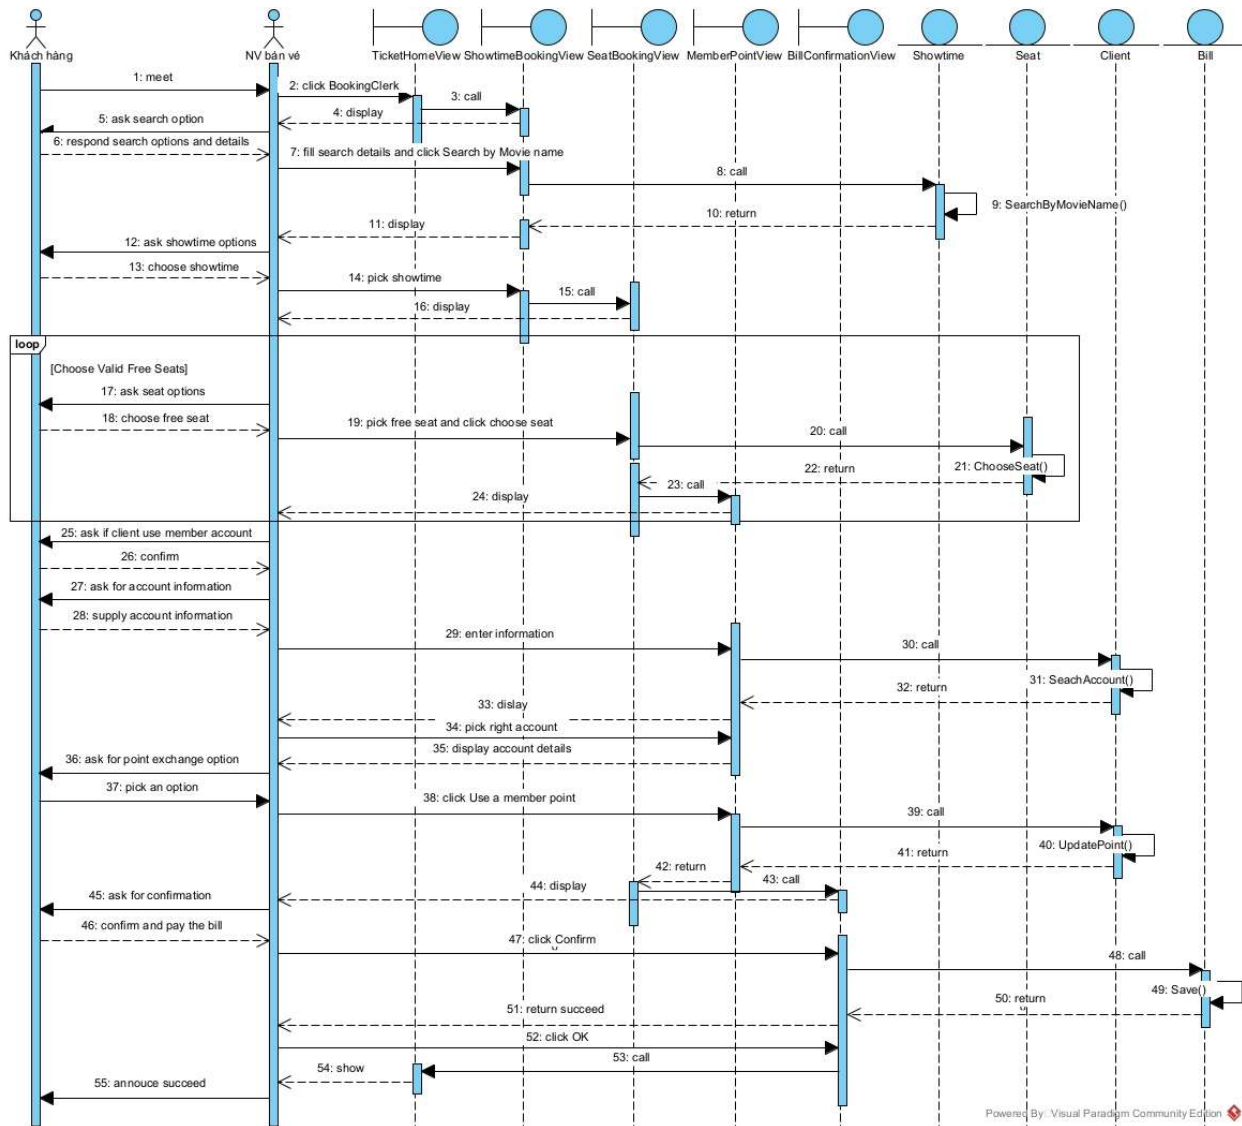 Khách hàng
NV bán vé
TicketHomeView
ShowtimeBookingView
SeatBookingView
MemberPointView
BillConfirmationView
Showtime
Seat
Client
Bill
1: meet
2: click BookingClerk
3: call
4: display
5: ask search option
6: respond search options and details
7: fill search details and click Search by Movie name
8: call
9: SearchByMovieName()
10: return
11: display
12: ask showtime options
13: choose showtime
14: pick showtime
15: call
16: display
loop
[Choose Valid Free Seats]
17: ask seat options
18: choose free seat
19: pick free seat and click choose seat
20: call
21: ChooseSeat()
22: return
23: call
24: display
25: ask if client use member account
26: confirm
27: ask for account information
28: supply account information
29: enter information
30: call
31: SeachAccount()
32: return
33: dislay
34: pick right account
35: display account details
36: ask for point exchange option
37: pick an option
38: click Use a member point
39: call
40: UpdatePoint()
41: return
42: return
43: call
44: display
45: ask for confirmation
46: confirm and pay the bill
47: click Confirm
48: call
49: Save()
50: return
51: return succeed
52: click OK
53: call
54: show
55: annouce succeed
Powered By Visual Paradigm Community Edition